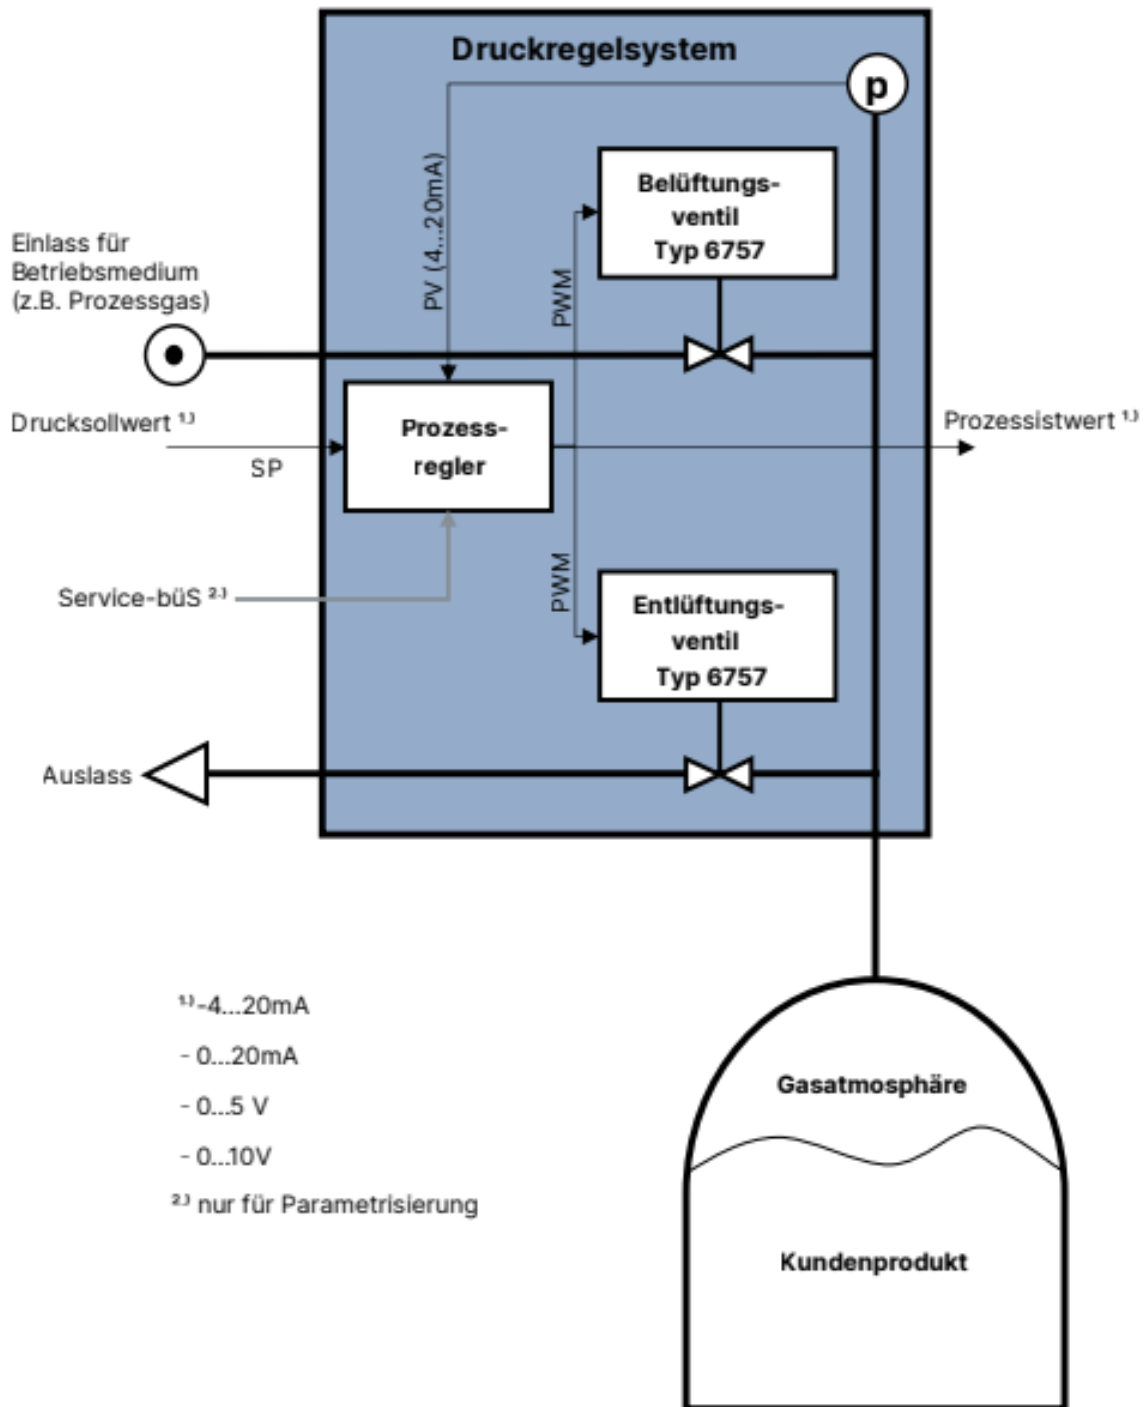 Druckregelsystem
p
PV (4...20mA)
Belüftungs-
ventil
Typ 6757
Einlass für
Betriebsmedium
(z.B. Prozessgas)
PWM
Drucksollwert ¹·⁾
SP
Prozess-
regler
Prozessistwert ¹·⁾
PWM
Service-büS ²·⁾
Entlüftungs-
ventil
Typ 6757
Auslass
¹·⁾-4...20mA
- 0...20mA
- 0...5 V
- 0...10V
²·⁾ nur für Parametrisierung
Gasatmosphäre
Kundenprodukt